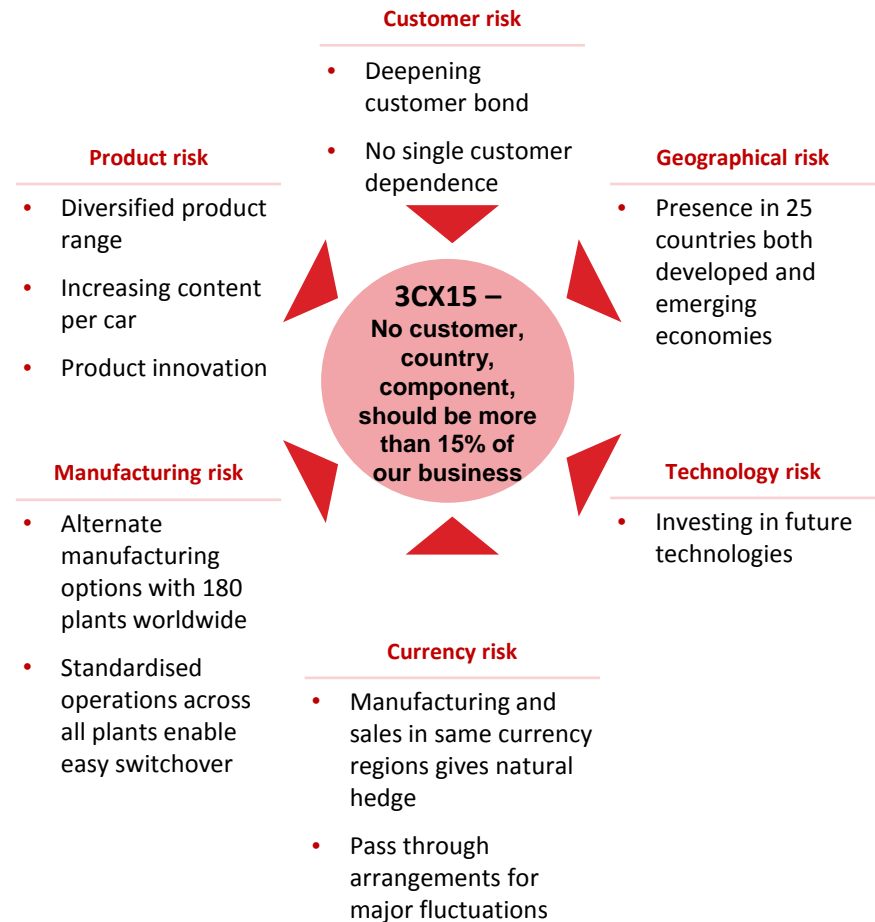 Customer risk
• Deepening
customer bond
• No single customer
dependence
Product risk
• Diversified product
range
• Increasing content
per car
• Product innovation
Geographical risk
• Presence in 25
countries both
developed and
emerging
economies
3CX15 –
No customer,
country,
component,
should be more
than 15% of
our business
Manufacturing risk
• Alternate
manufacturing
options with 180
plants worldwide
• Standardised
operations across
all plants enable
easy switchover
Technology risk
• Investing in future
technologies
Currency risk
• Manufacturing and
sales in same currency
regions gives natural
hedge
• Pass through
arrangements for
major fluctuations